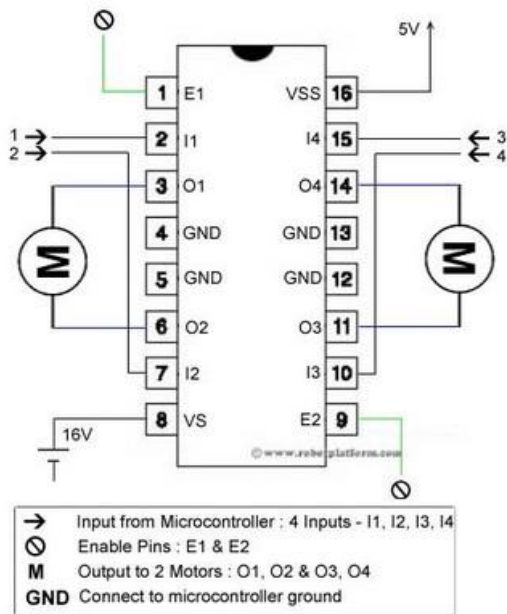 5V
1 E1 VSS 16
1 → 2 I1 I4 15 ← 3
2 → ← 4
3 O1 O4 14
4 GND GND 13
M M
5 GND GND 12
6 O2 O3 11
7 I2 I3 10
16V 8 VS E2 9
© www.roboplatform.com
→ Input from Microcontroller : 4 Inputs - I1, I2, I3, I4
Enable Pins : E1 & E2
M Output to 2 Motors : O1, O2 & O3, O4
GND Connect to microcontroller ground